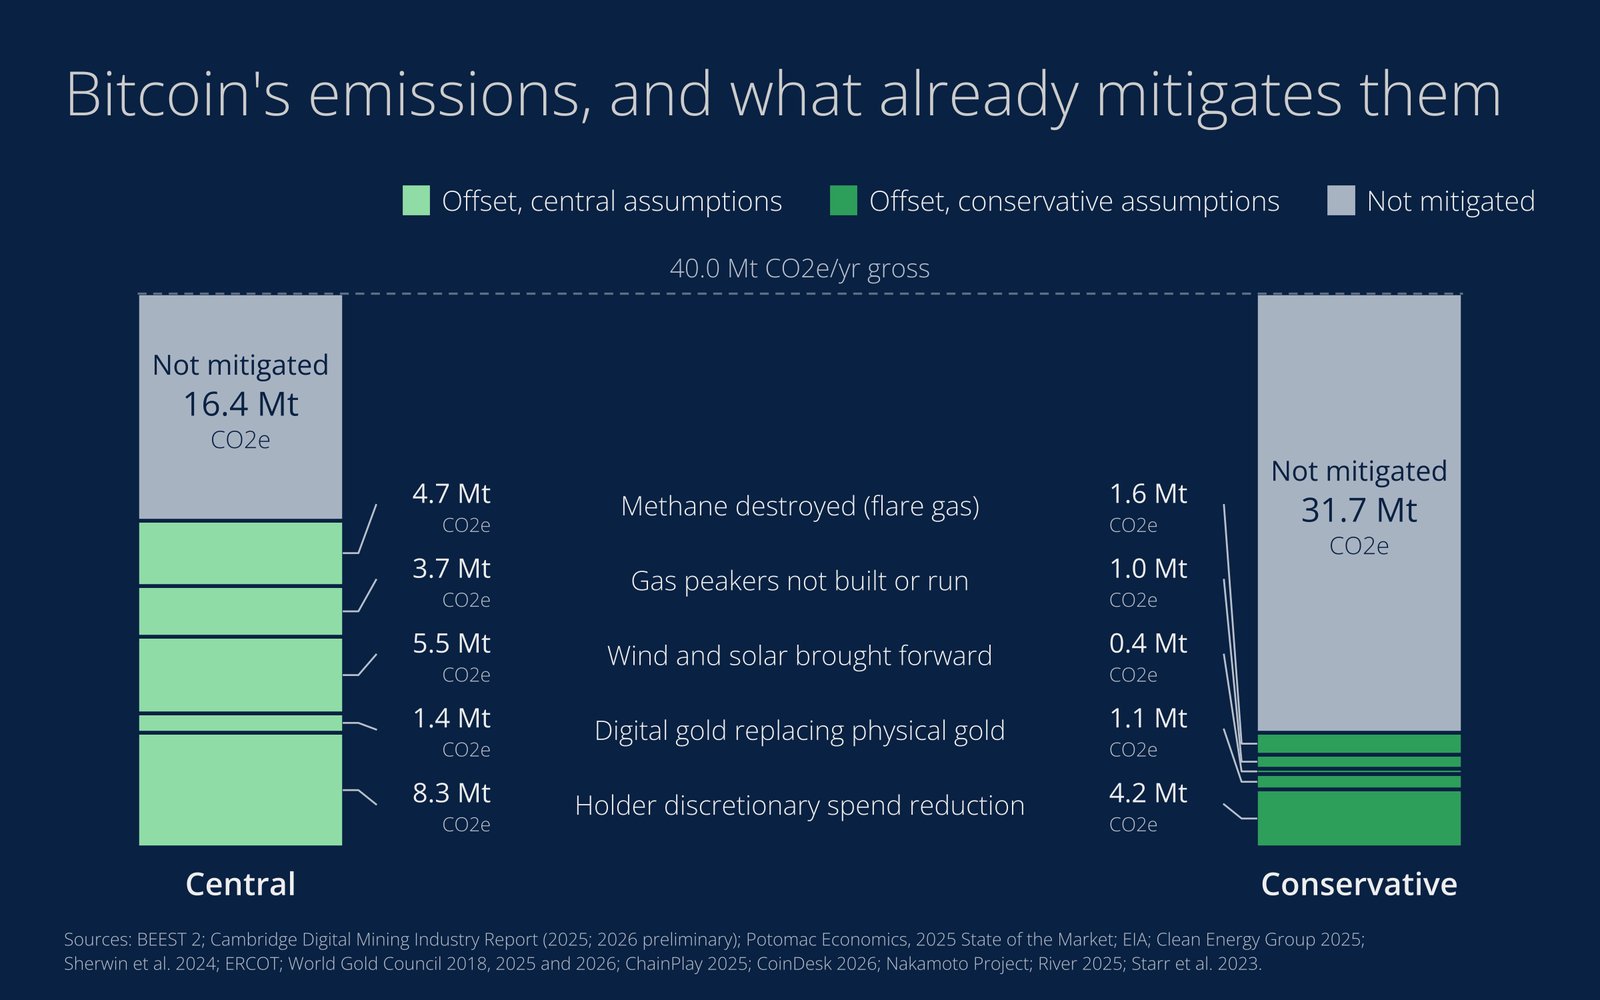 Bitcoin's emissions, and what already mitigates them
Offset, central assumptions
Offset, conservative assumptions
Not mitigated
40.0 Mt CO2e/yr gross
Not mitigated
16.4 Mt
CO2e
4.7 Mt
CO2e
Methane destroyed (flare gas)
1.6 Mt
CO2e
3.7 Mt
CO2e
Gas peakers not built or run
1.0 Mt
CO2e
5.5 Mt
CO2e
Wind and solar brought forward
0.4 Mt
CO2e
1.4 Mt
CO2e
Digital gold replacing physical gold
1.1 Mt
CO2e
8.3 Mt
CO2e
Holder discretionary spend reduction
4.2 Mt
CO2e
Not mitigated
31.7 Mt
CO2e
Central
Conservative
Sources: BEEST 2; Cambridge Digital Mining Industry Report (2025; 2026 preliminary); Potomac Economics, 2025 State of the Market; EIA; Clean Energy Group 2025;
Sherwin et al. 2024; ERCOT; World Gold Council 2018, 2025 and 2026; ChainPlay 2025; CoinDesk 2026; Nakamoto Project; River 2025; Starr et al. 2023.